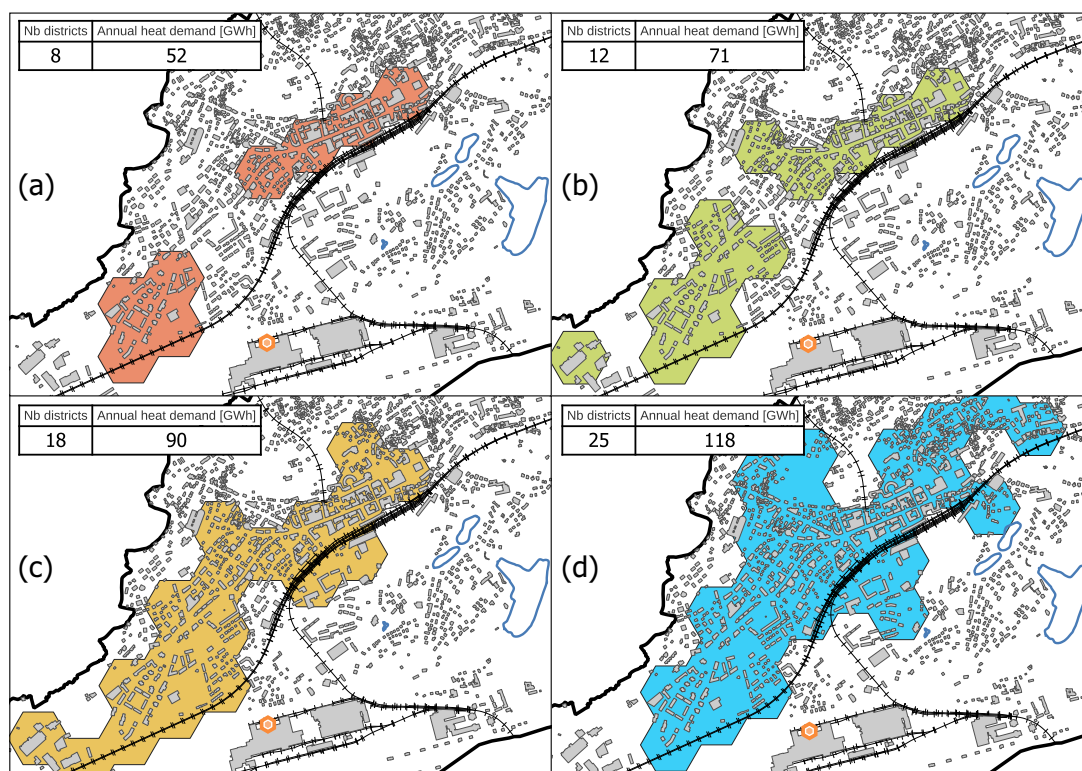 Nb districts Annual heat demand [GWh]
8 52
(a)
Nb districts Annual heat demand [GWh]
12 71
(b)
Nb districts Annual heat demand [GWh]
18 90
(c)
Nb districts Annual heat demand [GWh]
25 118
(d)